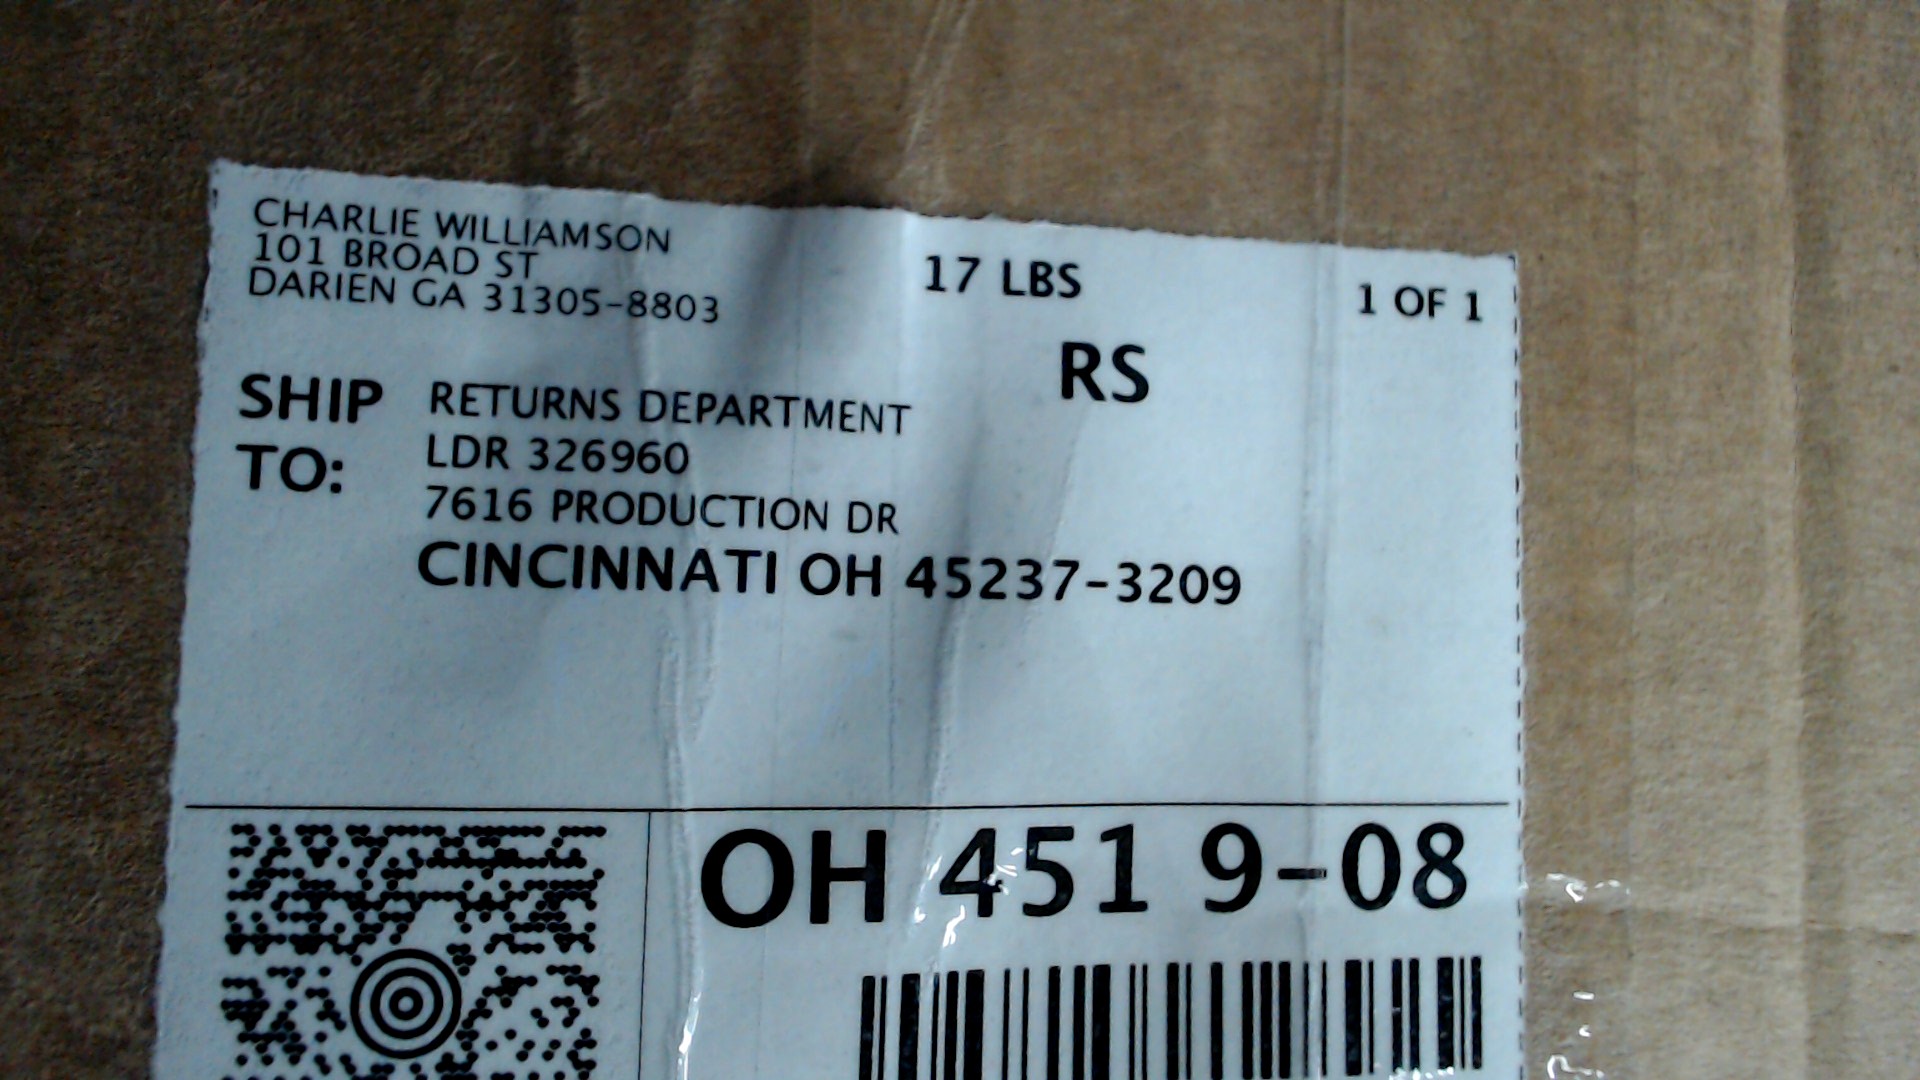 CHARLIE WILLIAMSON
101 BROAD ST
DARIEN GA 31305-8803
17 LBS
1 OF 1
RS
SHIP TO:
RETURNS DEPARTMENT
LDR 326960
7616 PRODUCTION DR
CINCINNATI OH 45237-3209
OH 451 9-08